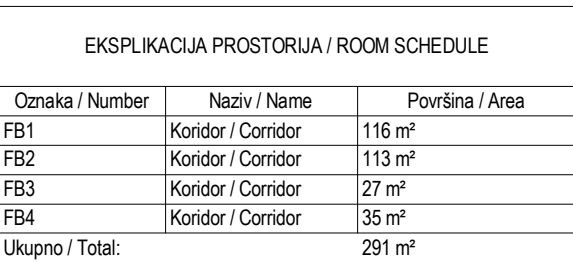 EKSPLIKACIJA PROSTORIJA / ROOM SCHEDULE
Oznaka / Number Naziv / Name Površina / Area
FB1 Koridor / Corridor 116 m²
FB2 Koridor / Corridor 113 m²
FB3 Koridor / Corridor 27 m²
FB4 Koridor / Corridor 35 m²
Ukupno / Total: 291 m²